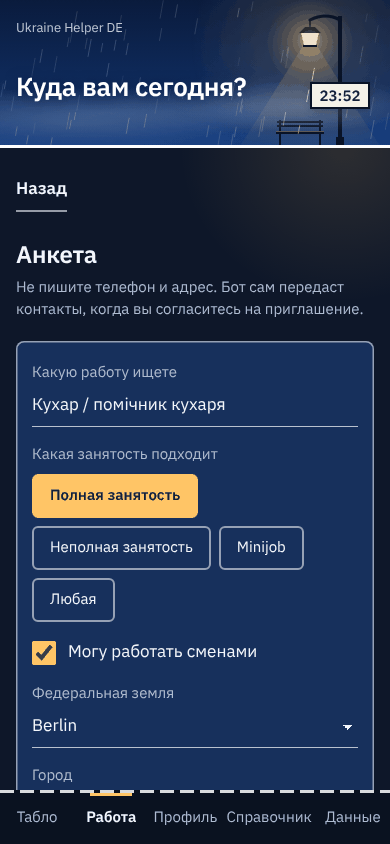 Ukraine Helper DE
Куда вам сегодня?
23:52
Назад
Анкета
Не пишите телефон и адрес. Бот сам передаст
контакты, когда вы согласитесь на приглашение.
Какую работу ищете
Кухар / помічник кухаря
Какая занятость подходит
Полная занятость
Неполная занятость
Minijob
Любая
Могу работать сменами
Федеральная земля
Berlin
Город
Табло
Работа
Профиль
Справочник
Данные